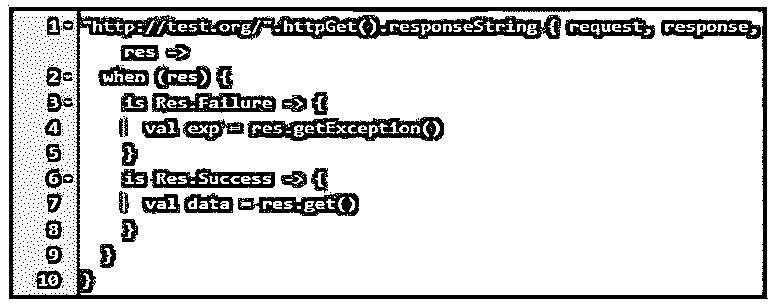 1 "http://test.org/".httpGet().responseString { request, response,
res ->
2 when (res) {
3 is Res.Failure -> {
4 val exp = res.getException()
5 }
6 is Res.Success -> {
7 val data = res.get()
8 }
9 }
10 }